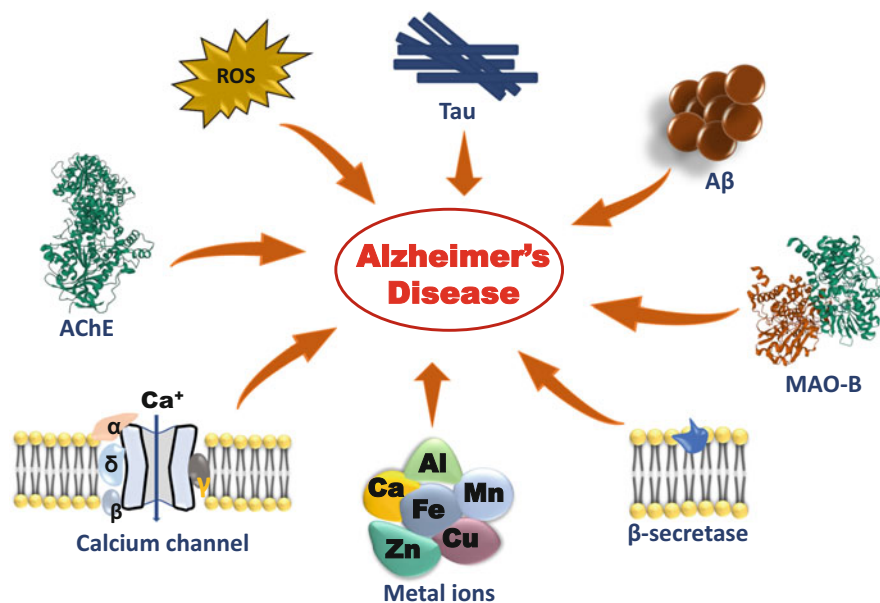 ROS
Tau
Aβ
AChE
Alzheimer's
Disease
MAO-B
Ca⁺
α
δ
β
γ
Calcium channel
Al
Ca
Mn
Fe
Zn
Cu
Metal ions
β-secretase